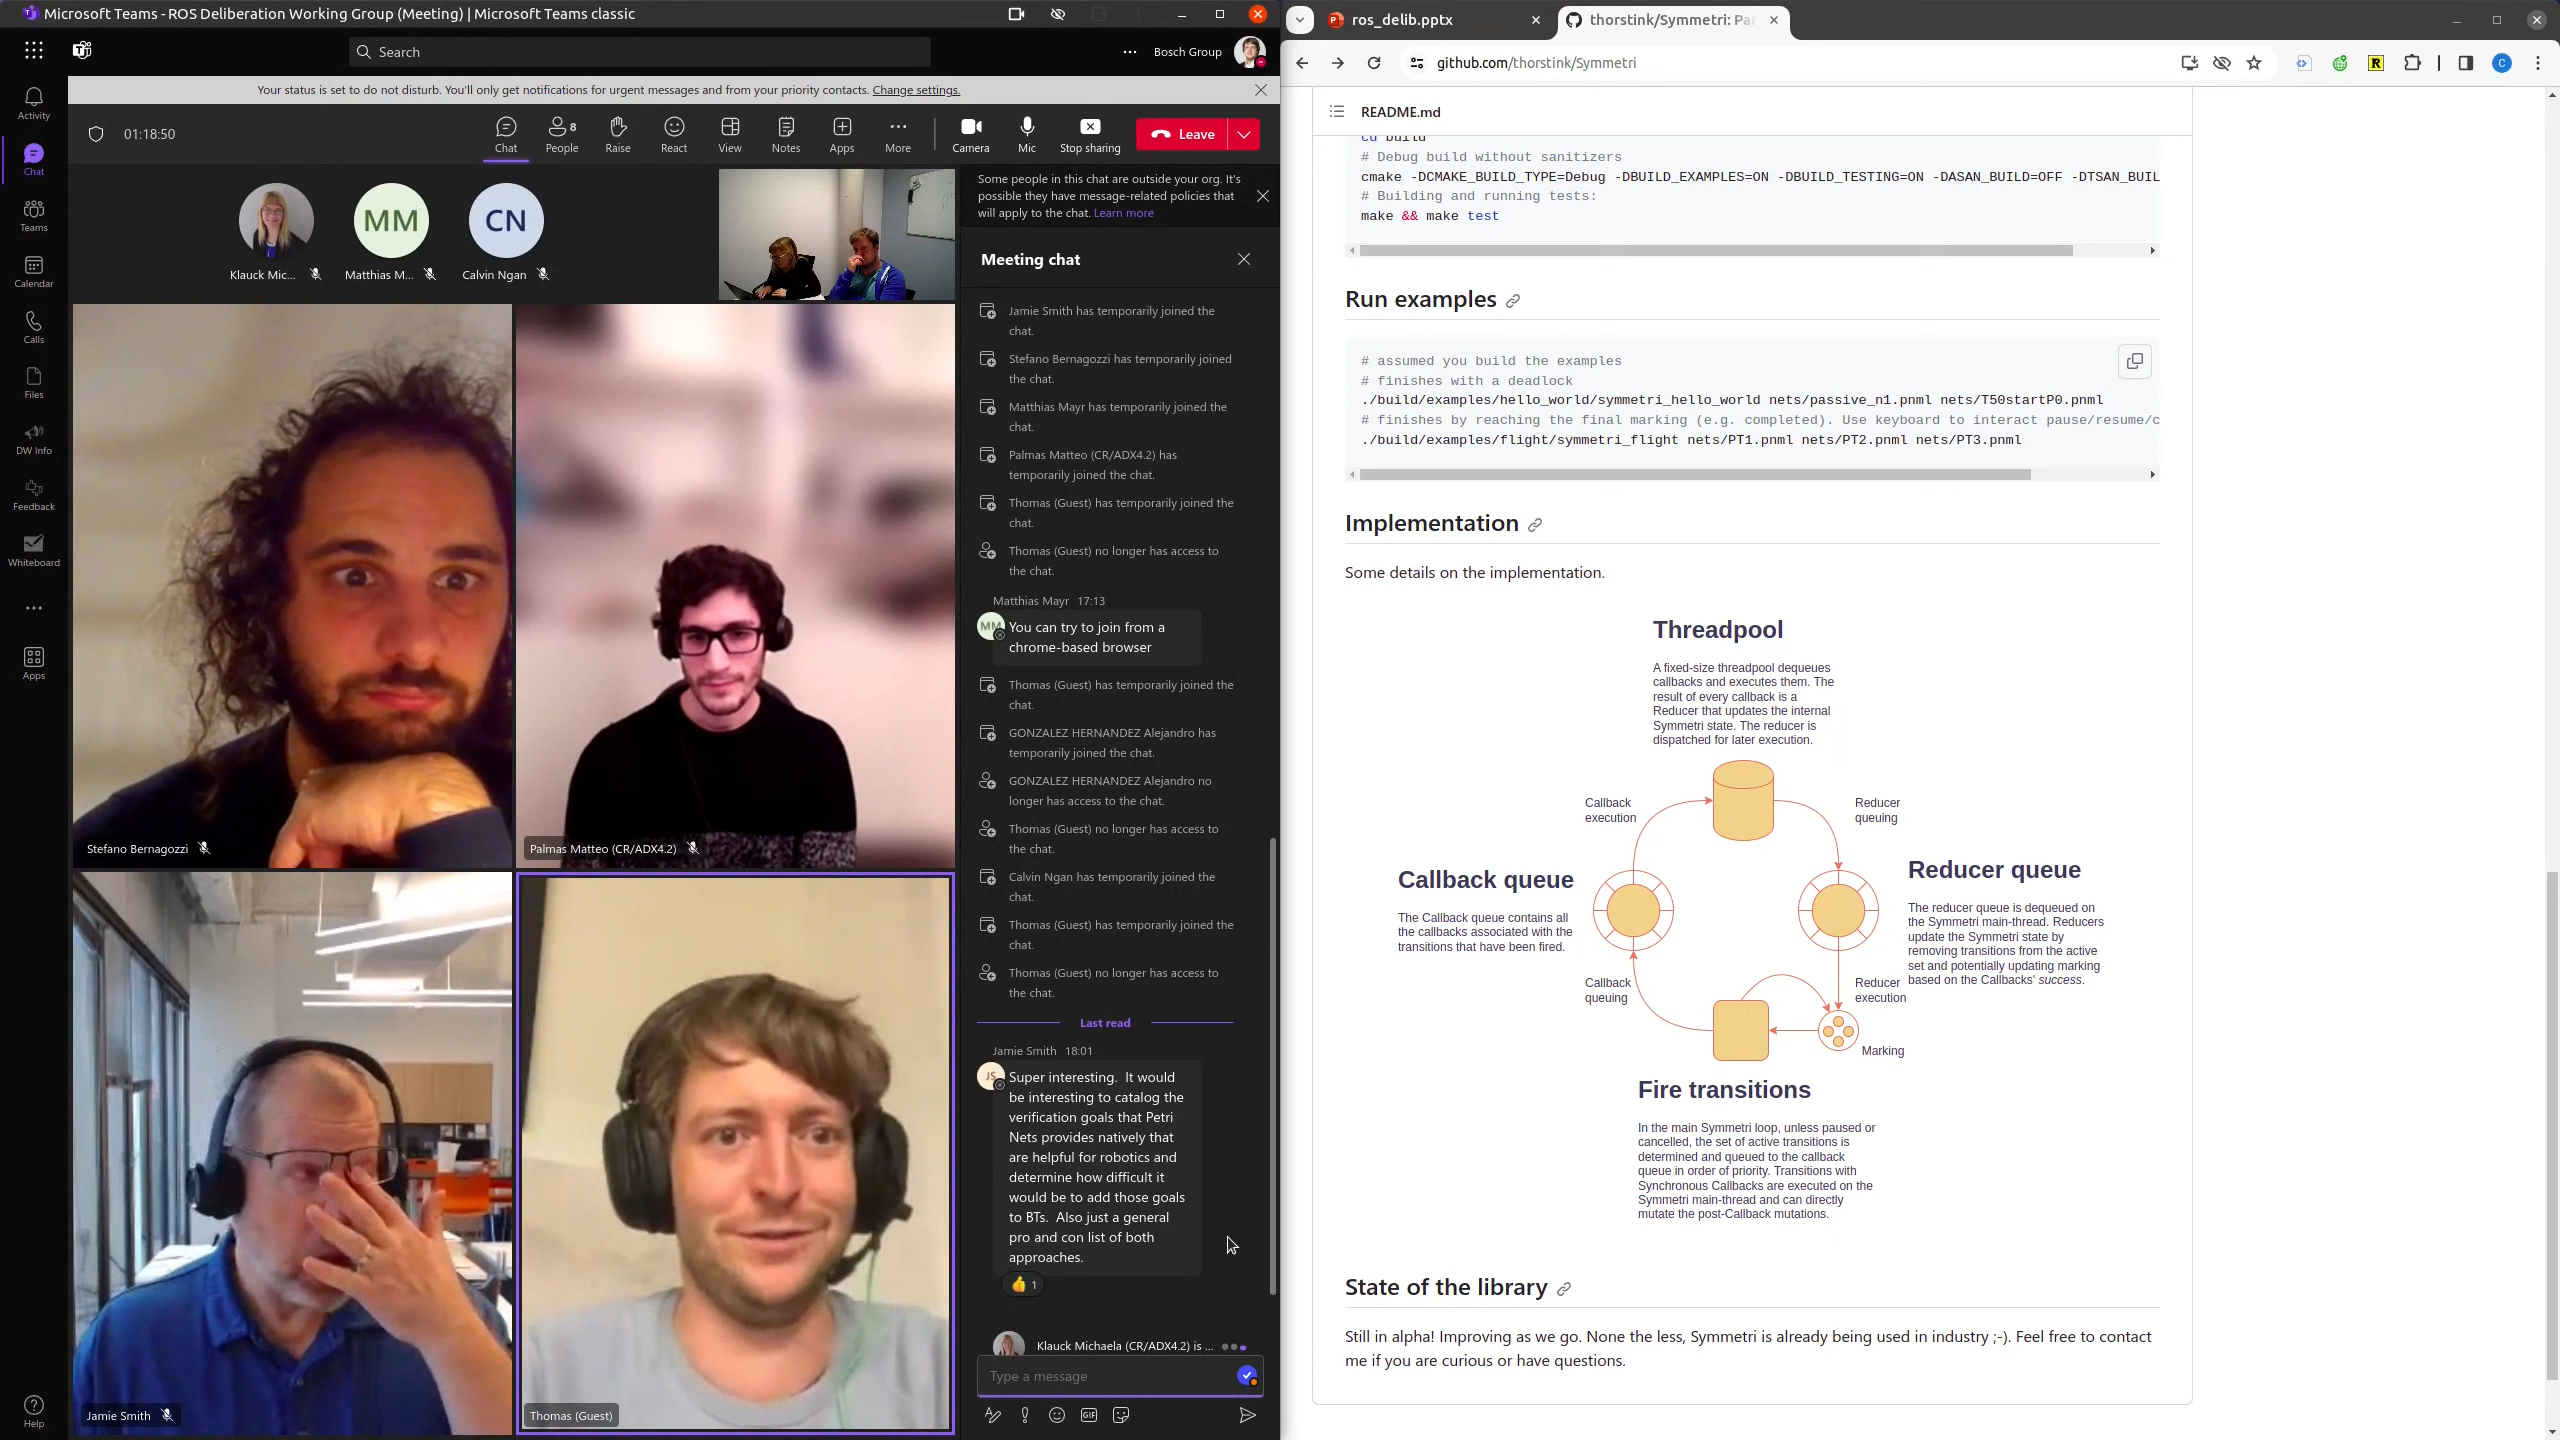 Microsoft Teams - ROS Deliberation Working Group (Meeting) | Microsoft Teams classic
Search
Bosch Group
Your status is set to do not disturb. You'll only get notifications for urgent messages and from your priority contacts. Change settings.
01:18:50
Chat
People
8
Raise
React
View
Notes
Apps
More
Camera
Mic
Stop sharing
Leave
Activity
Chat
Teams
Calendar
Calls
Files
DW Info
Feedback
Whiteboard
Apps
Help
Klauck Mic...
MM
Matthias M...
CN
Calvin Ngan
Stefano Bernagozzi
Palmas Matteo (CR/ADX4.2)
Jamie Smith
Thomas (Guest)
Some people in this chat are outside your org. It's
possible they have message-related policies that
will apply to the chat. Learn more
Meeting chat
Jamie Smith has temporarily joined the
chat.
Stefano Bernagozzi has temporarily joined
the chat.
Matthias Mayr has temporarily joined the
chat.
Palmas Matteo (CR/ADX4.2) has
temporarily joined the chat.
Thomas (Guest) has temporarily joined the
chat.
Thomas (Guest) no longer has access to
the chat.
Matthias Mayr 17:13
MM
You can try to join from a
chrome-based browser
Thomas (Guest) has temporarily joined the
chat.
GONZALEZ HERNANDEZ Alejandro has
temporarily joined the chat.
GONZALEZ HERNANDEZ Alejandro no
longer has access to the chat.
Thomas (Guest) no longer has access to
the chat.
Calvin Ngan has temporarily joined the
chat.
Thomas (Guest) has temporarily joined the
chat.
Thomas (Guest) no longer has access to
the chat.
Last read
Jamie Smith 18:01
JS
Super interesting. It would
be interesting to catalog the
verification goals that Petri
Nets provides natively that
are helpful for robotics and
determine how difficult it
would be to add those goals
to BTs. Also just a general
pro and con list of both
approaches.
👍 1
Klauck Michaela (CR/ADX4.2) is ...
Type a message
GIF
ros_delib.pptx
thorstink/Symmetri: Pa
github.com/thorstink/Symmetri
R
C
README.md
cd build
# Debug build without sanitizers
cmake -DCMAKE_BUILD_TYPE=Debug -DBUILD_EXAMPLES=ON -DBUILD_TESTING=ON -DASAN_BUILD=OFF -DTSAN_BUIL
# Building and running tests:
make && make test
Run examples
# assumed you build the examples
# finishes with a deadlock
./build/examples/hello_world/symmetri_hello_world nets/passive_n1.pnml nets/T50startP0.pnml
# finishes by reaching the final marking (e.g. completed). Use keyboard to interact pause/resume/c
./build/examples/flight/symmetri_flight nets/PT1.pnml nets/PT2.pnml nets/PT3.pnml
Implementation
Some details on the implementation.
Threadpool
A fixed-size threadpool dequeues
callbacks and executes them. The
result of every callback is a
Reducer that updates the internal
Symmetri state. The reducer is
dispatched for later execution.
Callback
execution
Reducer
queuing
Callback queue
The Callback queue contains all
the callbacks associated with the
transitions that have been fired.
Reducer queue
The reducer queue is dequeued on
the Symmetri main-thread. Reducers
update the Symmetri state by
removing transitions from the active
set and potentially updating marking
based on the Callbacks' success.
Callback
queuing
Reducer
execution
Marking
Fire transitions
In the main Symmetri loop, unless paused or
cancelled, the set of active transitions is
determined and queued to the callback
queue in order of priority. Transitions with
Synchronous Callbacks are executed on the
Symmetri main-thread and can directly
mutate the post-Callback mutations.
State of the library
Still in alpha! Improving as we go. None the less, Symmetri is already being used in industry ;-). Feel free to contact
me if you are curious or have questions.